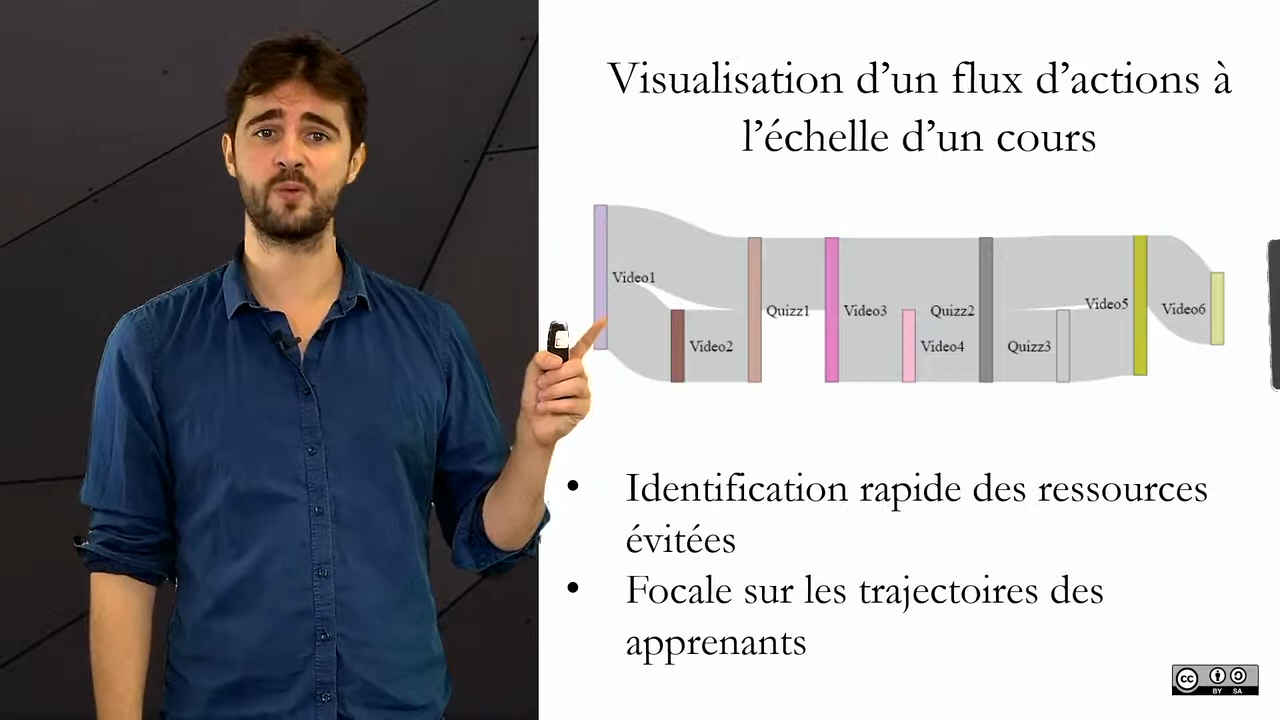 Visualisation d’un flux d’actions à
l’échelle d’un cours
Video1
Quizz1
Video3
Quizz2
Video5
Video6
Video2
Video4
Quizz3
• Identification rapide des ressources
évitées
• Focale sur les trajectoires des
apprenants
cc
BY SA